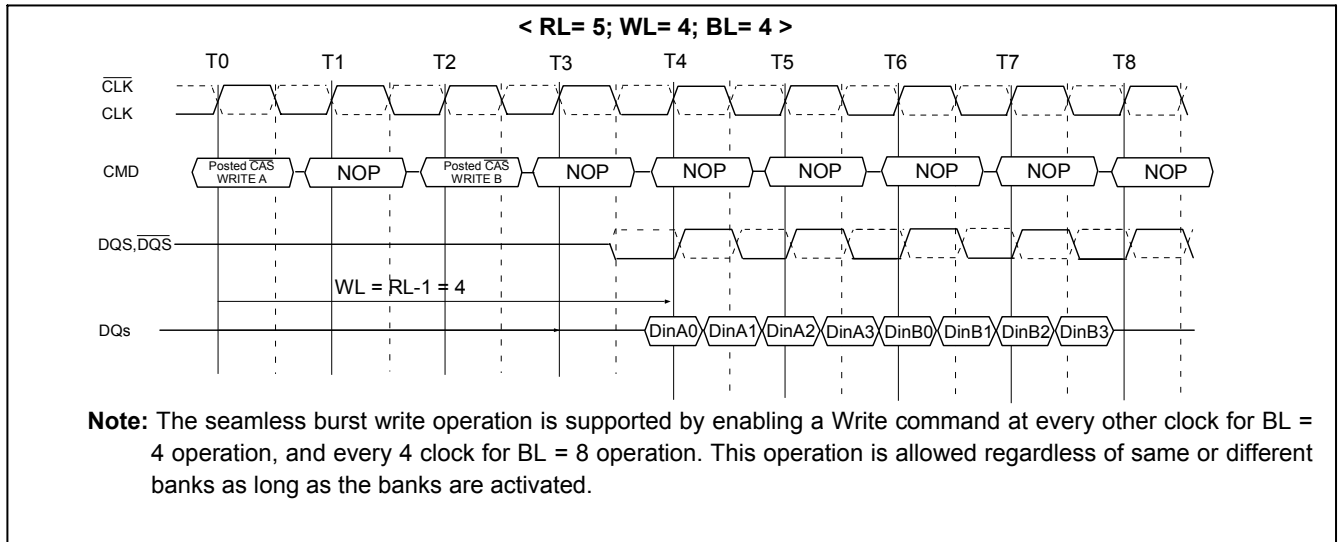 < RL= 5; WL= 4; BL= 4 >
T0 T1 T2 T3 T4 T5 T6 T7 T8
CLK
CLK
CMD
Posted CAS WRITE A
NOP
Posted CAS WRITE B
NOP
NOP
NOP
NOP
NOP
NOP
DQS,DQS
WL = RL-1 = 4
DQs
DinA0 DinA1 DinA2 DinA3 DinB0 DinB1 DinB2 DinB3
Note: The seamless burst write operation is supported by enabling a Write command at every other clock for BL =
4 operation, and every 4 clock for BL = 8 operation. This operation is allowed regardless of same or different
banks as long as the banks are activated.